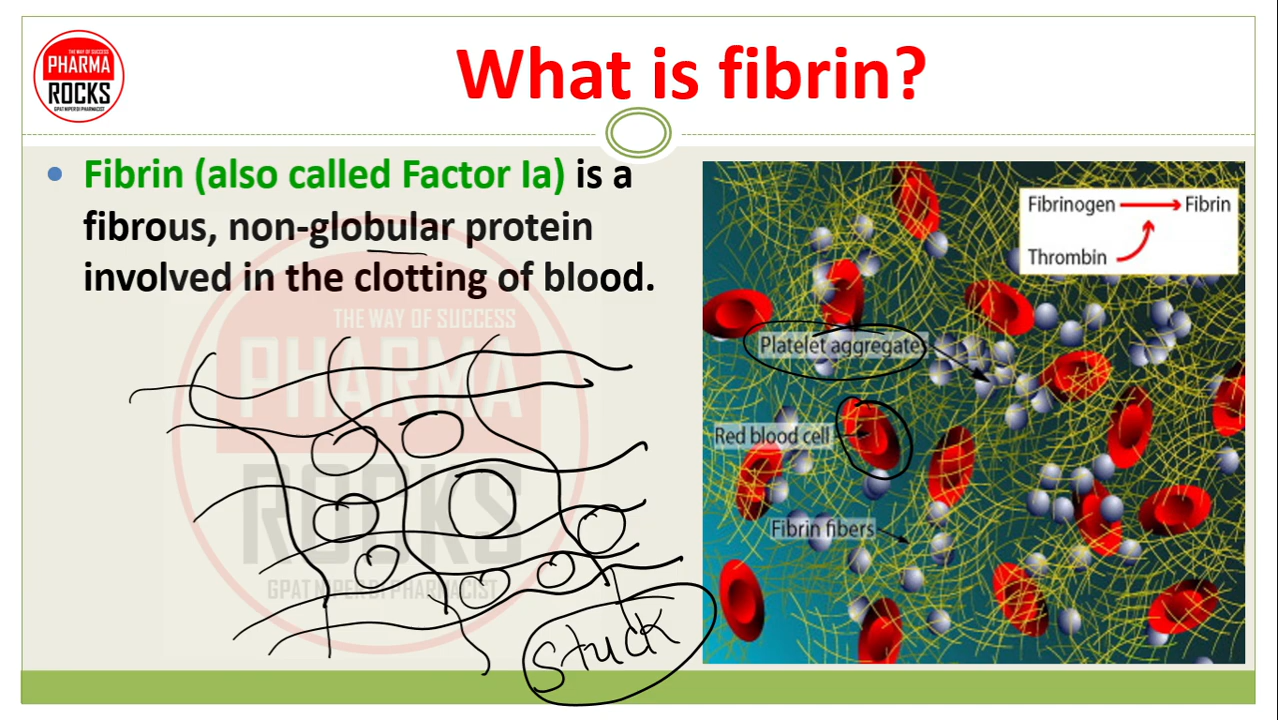 THE WAY OF SUCCESS
PHARMA
ROCKS
GPAT NIPER DI PHARMACIST
What is fibrin?
• Fibrin (also called Factor Ia) is a
fibrous, non-globular protein
involved in the clotting of blood.
THE WAY OF SUCCESS
PHARMA
ROCKS
GPAT NIPER DI PHARMACIST
stuck
Fibrinogen
Fibrin
Thrombin
Platelet aggregate
Red blood cell
Fibrin fibers